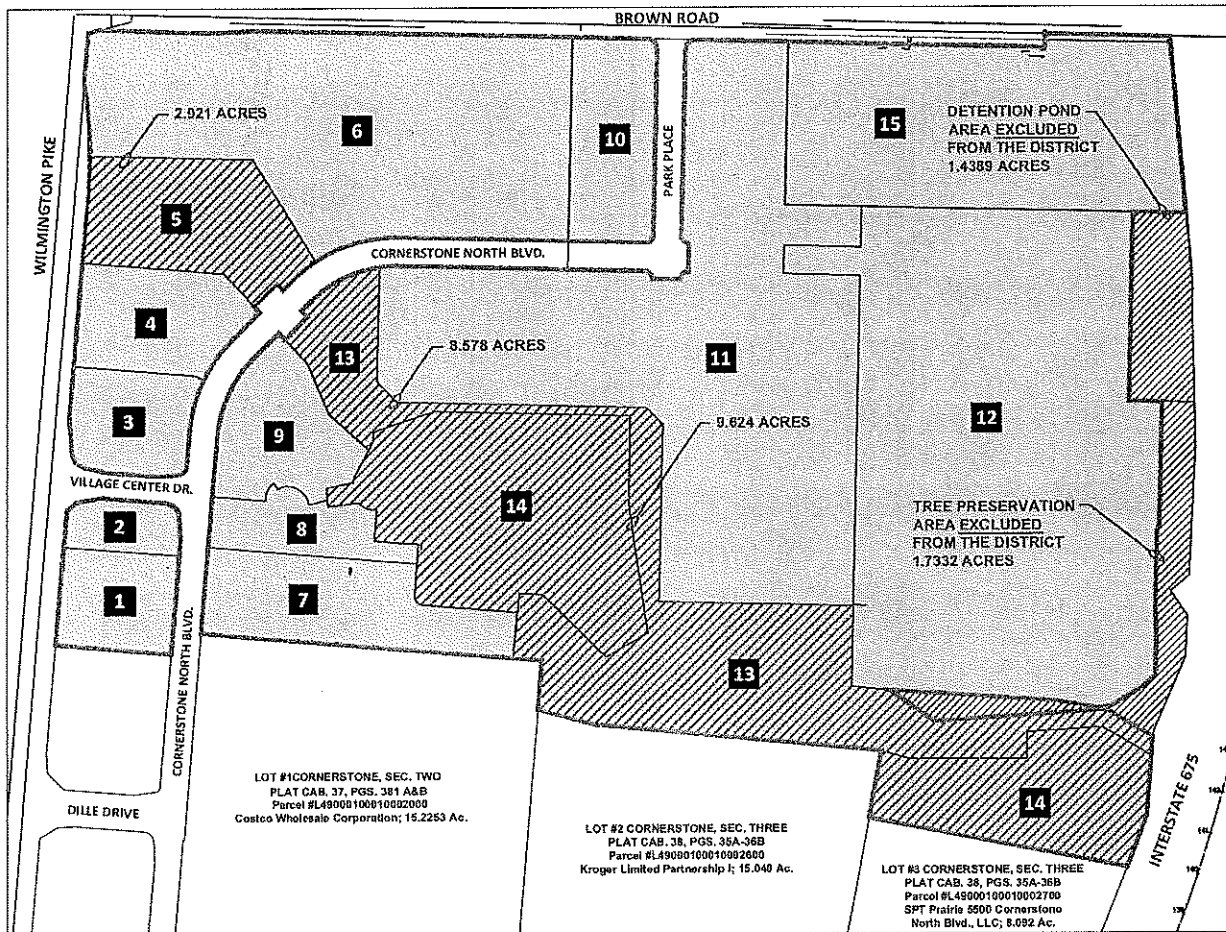 BROWN ROAD
WILMINGTON PIKE
2.921 ACRES
6
10
PARK PLACE
15
DETENTION POND
AREA EXCLUDED
FROM THE DISTRICT
1.4389 ACRES
5
CORNERSTONE NORTH BLVD.
4
13
8.578 ACRES
11
3
9
9.624 ACRES
12
VILLAGE CENTER DR.
2
8
14
TREE PRESERVATION
AREA EXCLUDED
FROM THE DISTRICT
1.7332 ACRES
1
7
CORNERSTONE NORTH BLVD.
13
14
INTERSTATE 675
DILLE DRIVE
LOT #1CORNERSTONE, SEC. TWO
PLAT CAB. 37, PGS. 381 A&B
Parcel #L49000100010002000
Costco Wholesale Corporation; 15.2253 Ac.
LOT #2 CORNERSTONE, SEC. THREE
PLAT CAB. 38, PGS. 35A-36B
Parcel #L49000100010002600
Kroger Limited Partnership I; 15.040 Ac.
LOT #3 CORNERSTONE, SEC. THREE
PLAT CAB. 38, PGS. 35A-36B
Parcel #L49000100010002700
SPT Prairie 5500 Cornerstone
North Blvd., LLC; 8.092 Ac.